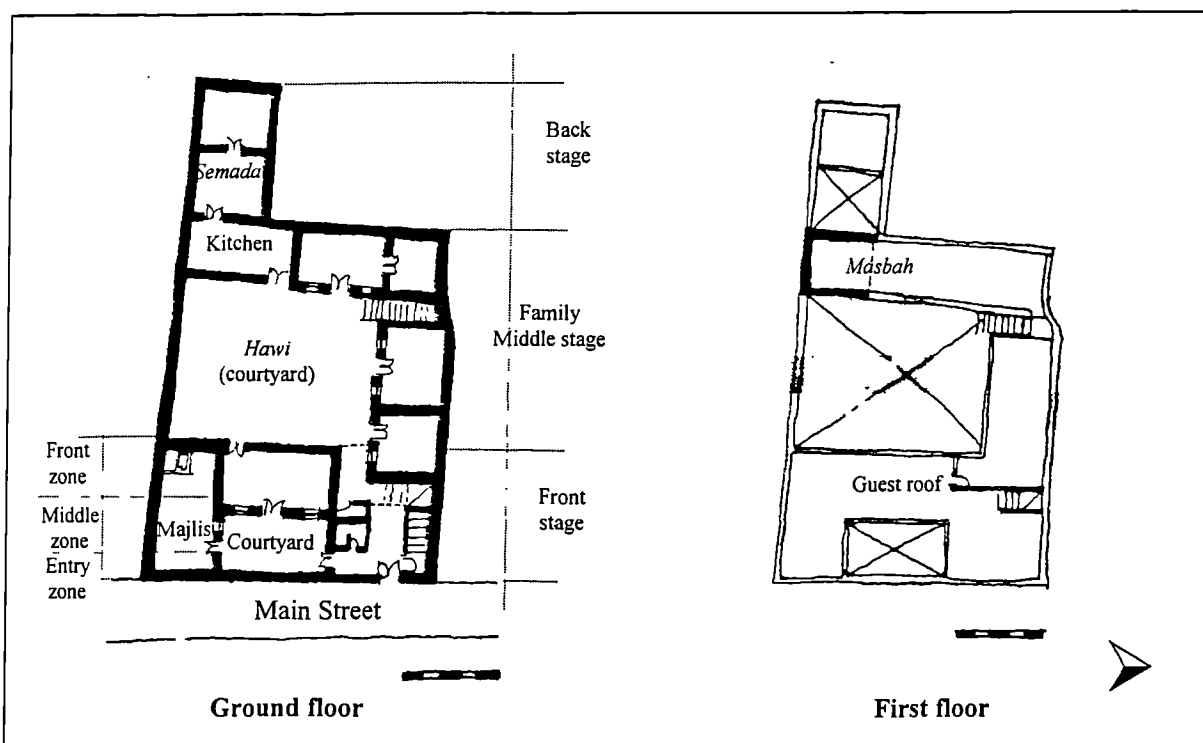 Back
stage
Semada
Kitchen
Family
Middle stage
Hawi
(courtyard)
Front
zone
Middle
zone
Entry
zone
Majlis
Courtyard
Front
stage
Main Street
Ground floor
Masbah
Guest roof
First floor